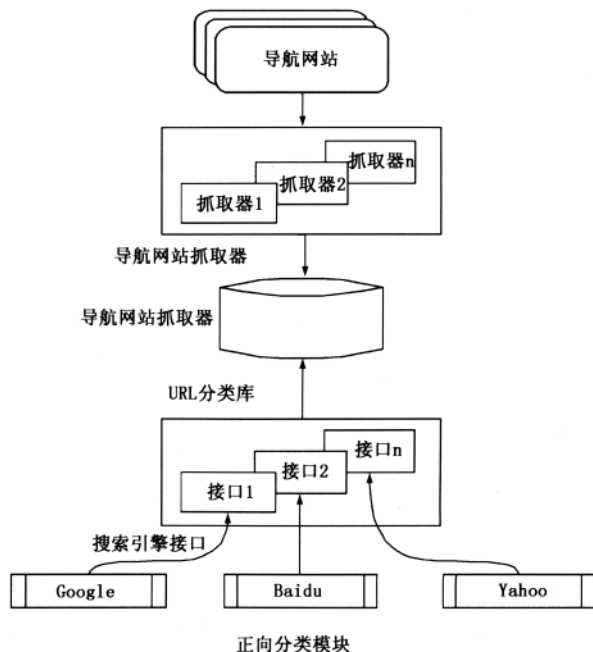 导航网站
抓取器n
抓取器2
抓取器1
导航网站抓取器
导航网站抓取器
URL分类库
接口n
接口2
接口1
搜索引擎接口
Google
Baidu
Yahoo
正向分类模块